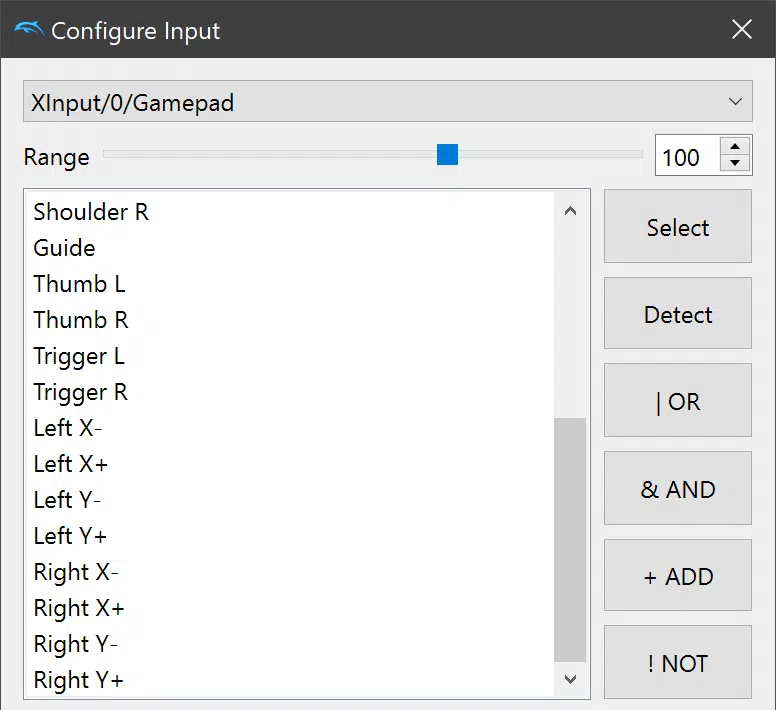 Configure Input
XInput/0/Gamepad
Range
100
Shoulder R
Guide
Thumb L
Thumb R
Trigger L
Trigger R
Left X-
Left X+
Left Y-
Left Y+
Right X-
Right X+
Right Y-
Right Y+
Select
Detect
| OR
& AND
+ ADD
! NOT